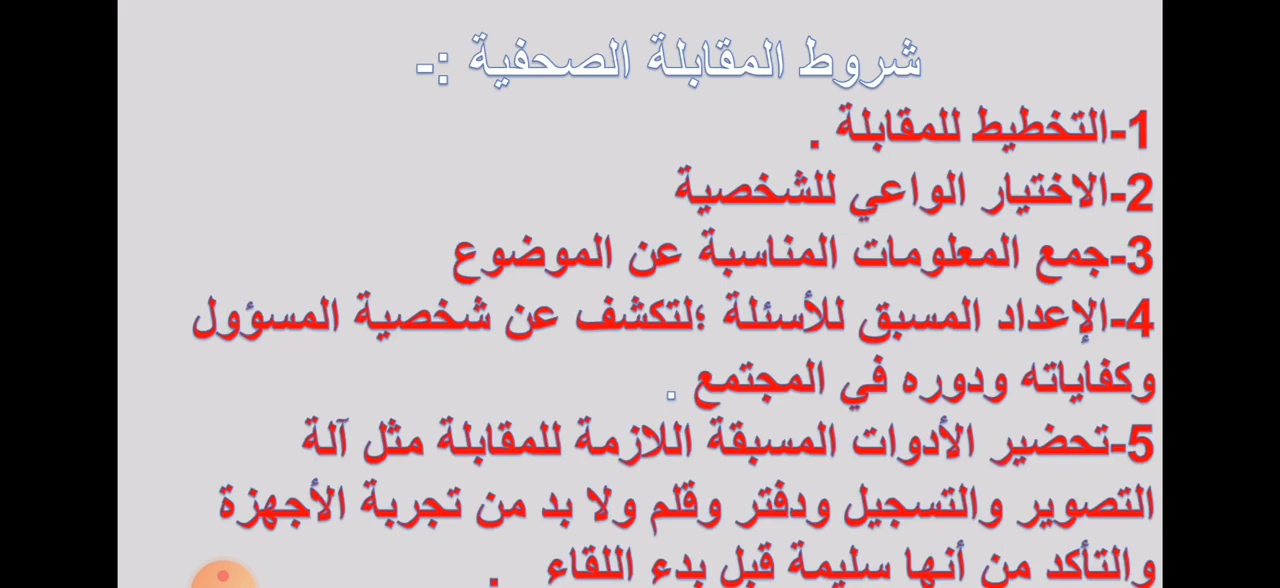 شروط المقابلة الصحفية :-
1-التخطيط للمقابلة .
2-الاختيار الواعي للشخصية
3-جمع المعلومات المناسبة عن الموضوع
4-الإعداد المسبق للأسئلة ؛لتكشف عن شخصية المسؤول
وكفاياته ودوره في المجتمع .
5-تحضير الأدوات المسبقة اللازمة للمقابلة مثل آلة
التصوير والتسجيل ودفتر وقلم ولا بد من تجربة الأجهزة
والتأكد من أنها سليمة قبل بدء اللقاء .